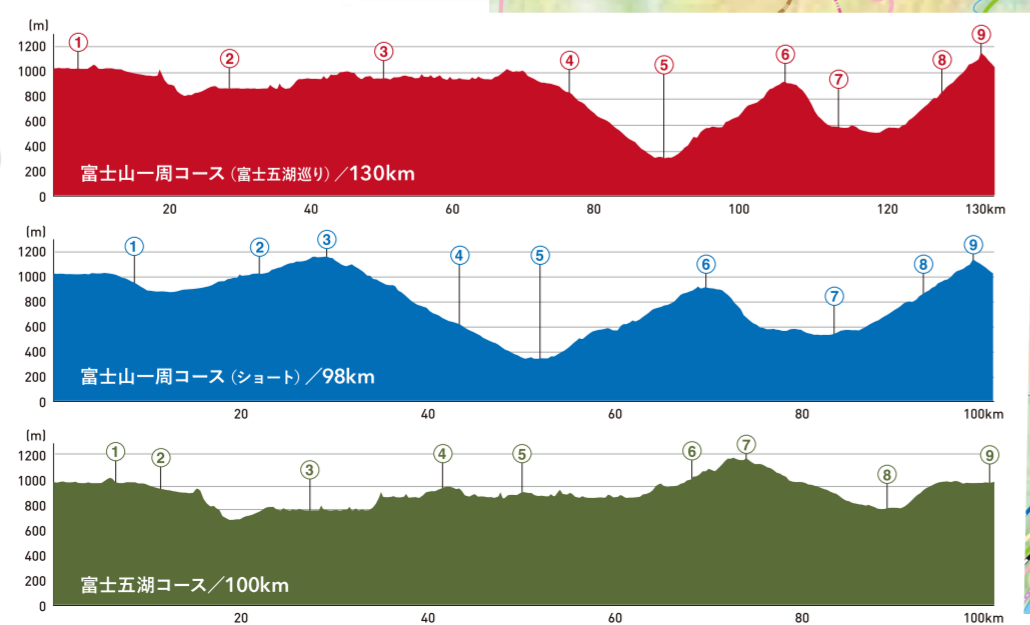 (m)
① ② ③ ④ ⑤ ⑥ ⑦ ⑧ ⑨
1200
1000
800
600
400
200
0
富士山一周コース（富士五湖巡り）／130km
20 40 60 80 100 120 130km
(m)
① ② ③ ④ ⑤ ⑥ ⑦ ⑧ ⑨
1200
1000
800
600
400
200
0
富士山一周コース（ショート）／98km
20 40 60 80 100km
(m)
① ② ③ ④ ⑤ ⑥ ⑦ ⑧ ⑨
1200
1000
800
600
400
200
0
富士五湖コース／100km
20 40 60 80 100km